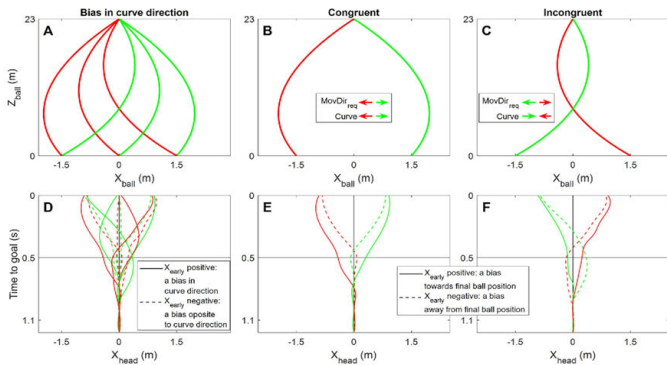 Bias in curve direction
Congruent
Incongruent
23
A
Z_ball (m)
0
-1.5 0 1.5
X_ball (m)
23
B
MovDir_req
Curve
0
-1.5 0 1.5
X_ball (m)
23
C
MovDir_req
Curve
0
-1.5 0 1.5
X_ball (m)
0
D
Time to goal (s)
0.5
X_early positive:
a bias in
curve direction
X_early negative:
a bias oposite
to curve direction
1.1
-1.5 0 1.5
X_head (m)
0
E
0.5
X_early positive: a bias
towards final ball position
X_early negative: a bias
away from final ball position
1.1
-1.5 0 1.5
X_head (m)
0
F
0.5
1.1
-1.5 0 1.5
X_head (m)